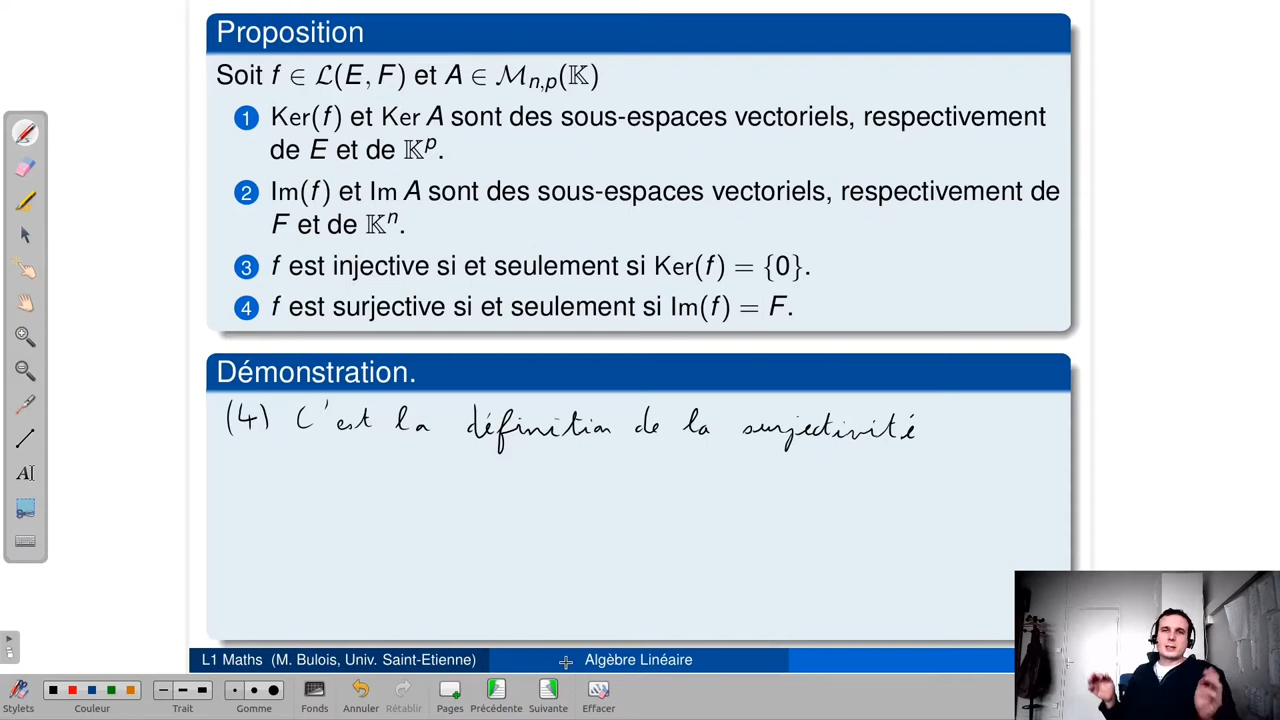 Proposition
Soit f ∈ ℒ(E, F) et A ∈ ℳn,p(𝕂)
1 Ker(f) et Ker A sont des sous-espaces vectoriels, respectivement
de E et de 𝕂^p.
2 Im(f) et Im A sont des sous-espaces vectoriels, respectivement de
F et de 𝕂^n.
3 f est injective si et seulement si Ker(f) = {0}.
4 f est surjective si et seulement si Im(f) = F.
Démonstration.
(4) C'est la définition de la surjectivité
L1 Maths (M. Bulois, Univ. Saint-Etienne) Algèbre Linéaire
Stylets Couleur Trait Gomme Fonds Annuler Rétablir Pages Précédente Suivante Effacer